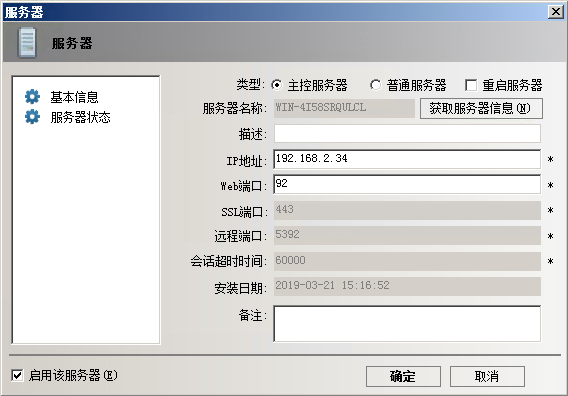 服务器
服务器
基本信息
服务器状态
类型: 主控服务器 普通服务器 重启服务器
服务器名称: WIN-4I58SRQULCL 获取服务器信息(N)
描述:
IP地址: 192.168.2.34 *
Web端口: 92 *
SSL端口: 443 *
远程端口: 5392 *
会话超时时间: 60000 *
安装日期: 2019-03-21 15:16:52
备注:
启用该服务器(E) 确定 取消